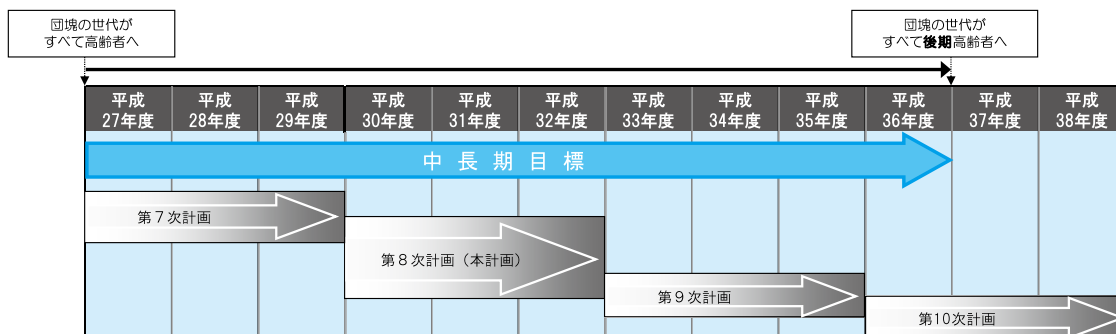 団塊の世代が
すべて高齢者へ
団塊の世代が
すべて後期高齢者へ
平成
27年度
平成
28年度
平成
29年度
平成
30年度
平成
31年度
平成
32年度
平成
33年度
平成
34年度
平成
35年度
平成
36年度
平成
37年度
平成
38年度
中長期目標
第7次計画
第8次計画（本計画）
第9次計画
第10次計画